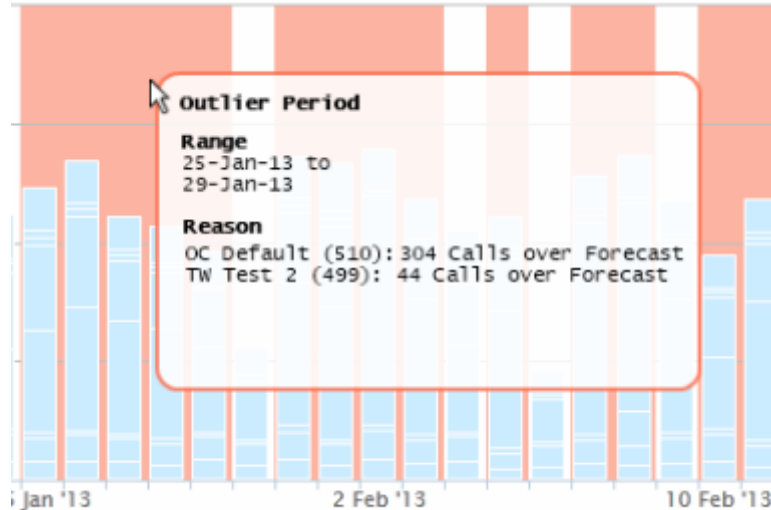 Outlier Period
Range
25-Jan-13 to
29-Jan-13
Reason
OC Default (510): 304 Calls over Forecast
TW Test 2 (499): 44 Calls over Forecast
Jan '13
2 Feb '13
10 Feb '13